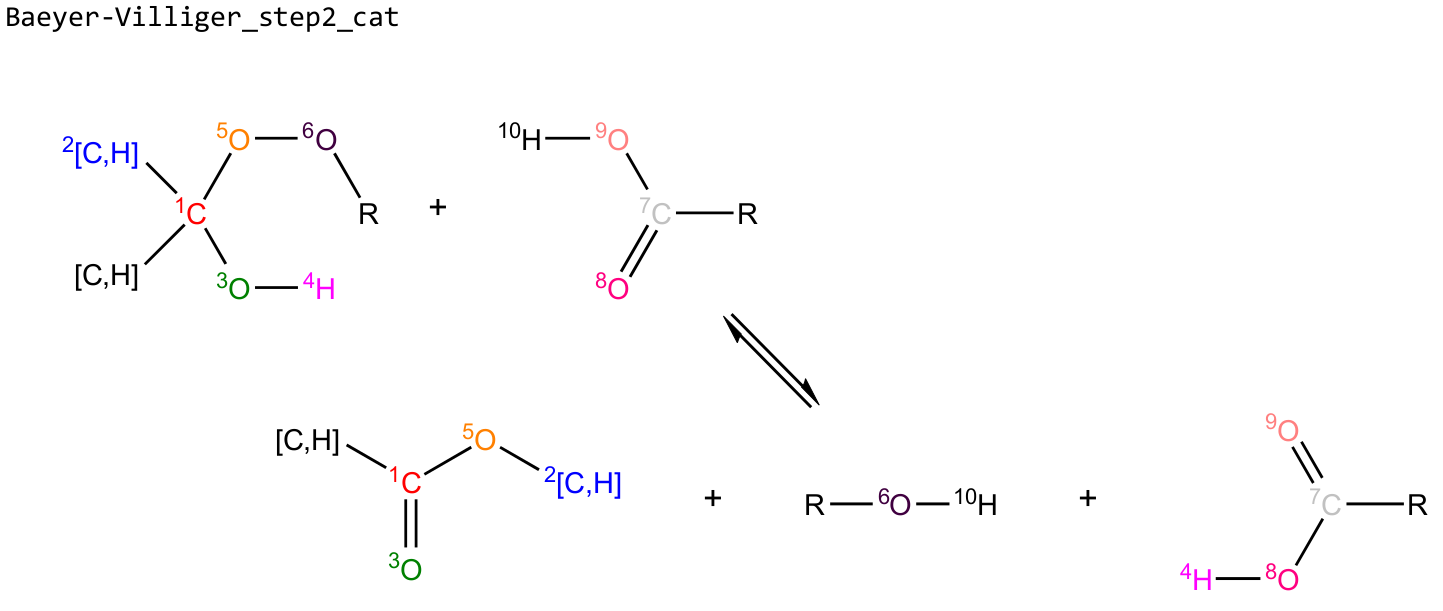 Baeyer-Villiger_step2_cat
⁵O ⁶O ¹⁰H ⁹O
²[C,H]
¹C R + ⁷C R
[C,H] ³O ⁴H ⁸O
[C,H] ⁵O ⁹O
¹C ²[C,H] + R ⁶O ¹⁰H + ⁷C R
³O ⁴H ⁸O